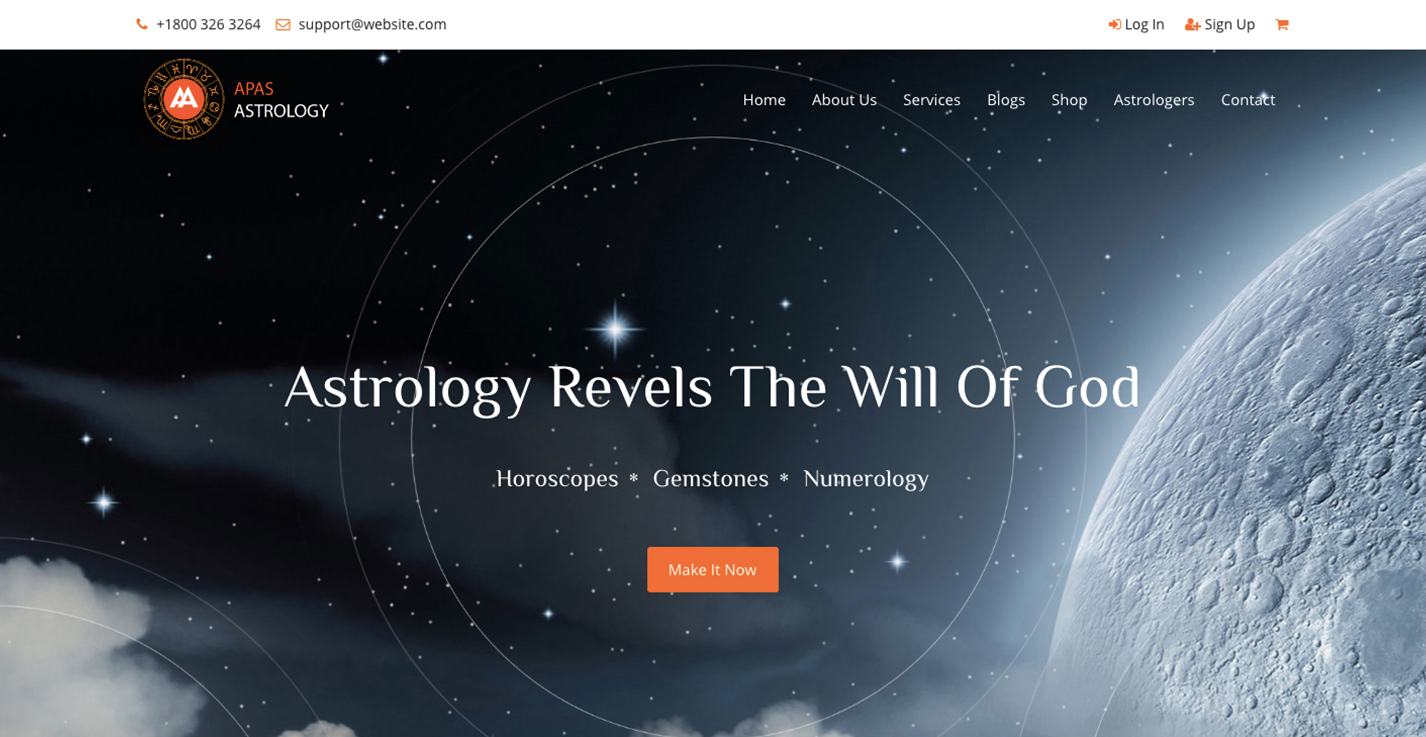 +1800 326 3264 support@website.com Log In Sign Up
APAS
ASTROLOGY
Home About Us Services Blogs Shop Astrologers Contact
Astrology Revels The Will Of God
Horoscopes * Gemstones * Numerology
Make It Now